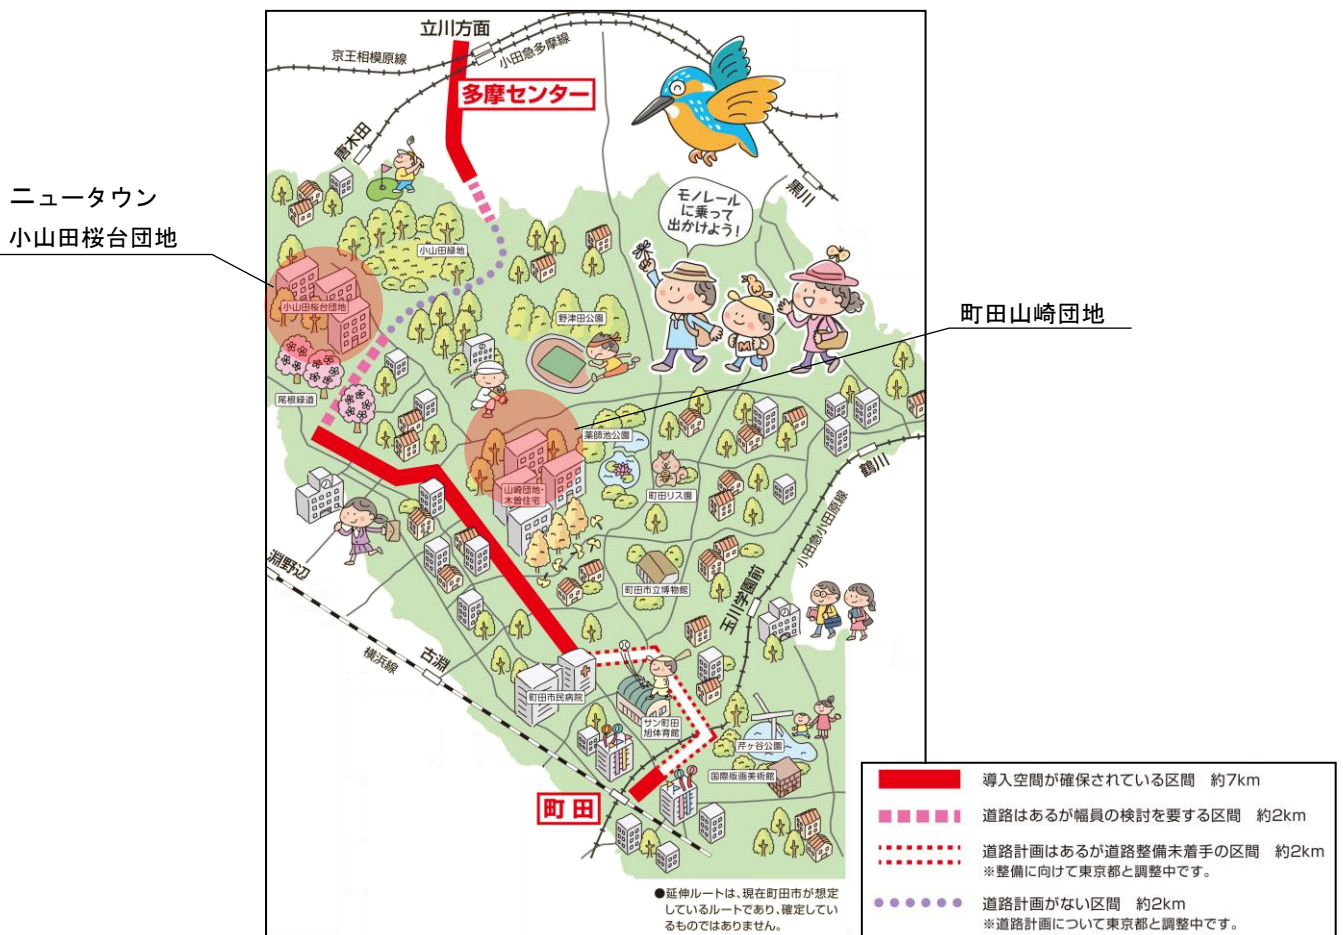 立川方面
京王相模原線
小田急多摩線
多摩センター
唐木田
黒川
ニュータウン
小山田桜台団地
モノレール
に乗って
出かけよう!
小山田緑地
小山田桜台団地
野津田公園
町田山崎団地
尾根緑道
薬師池公園
鶴川
山崎団地・
木曽住宅
町田リス園
小田急小田原線
淵野辺
町田市立博物館
玉川学園前
古淵
横浜線
町田市民病院
サン町田
旭体育館
芹ヶ谷公園
国際版画美術館
町田
導入空間が確保されている区間 約7km
道路はあるが幅員の検討を要する区間 約2km
道路計画はあるが道路整備未着手の区間 約2km
※整備に向けて東京都と調整中です。
道路計画がない区間 約2km
※道路計画について東京都と調整中です。
●延伸ルートは、現在町田市が想定
しているルートであり、確定してい
るものではありません。
M